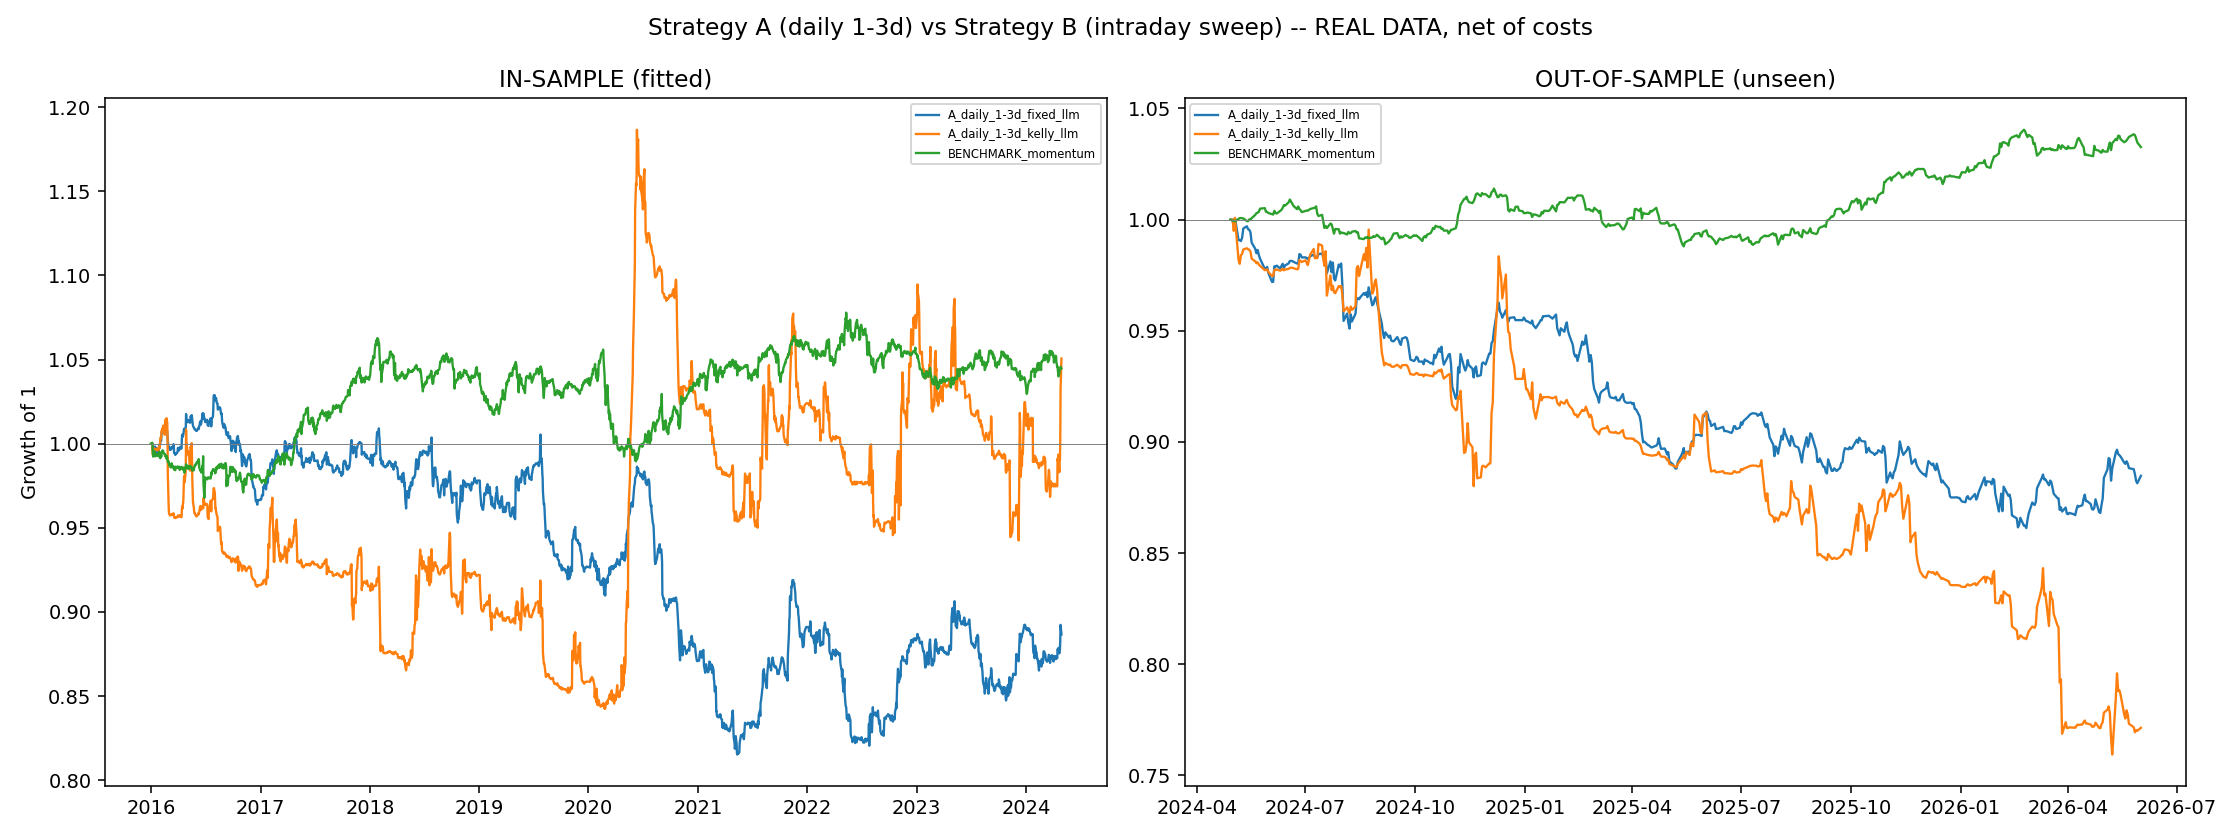 Strategy A (daily 1-3d) vs Strategy B (intraday sweep) -- REAL DATA, net of costs
IN-SAMPLE (fitted)
A_daily_1-3d_fixed_llm
A_daily_1-3d_kelly_llm
BENCHMARK_momentum
Growth of 1
1.20
1.15
1.10
1.05
1.00
0.95
0.90
0.85
0.80
2016 2017 2018 2019 2020 2021 2022 2023 2024
OUT-OF-SAMPLE (unseen)
A_daily_1-3d_fixed_llm
A_daily_1-3d_kelly_llm
BENCHMARK_momentum
1.05
1.00
0.95
0.90
0.85
0.80
0.75
2024-04 2024-07 2024-10 2025-01 2025-04 2025-07 2025-10 2026-01 2026-04 2026-07